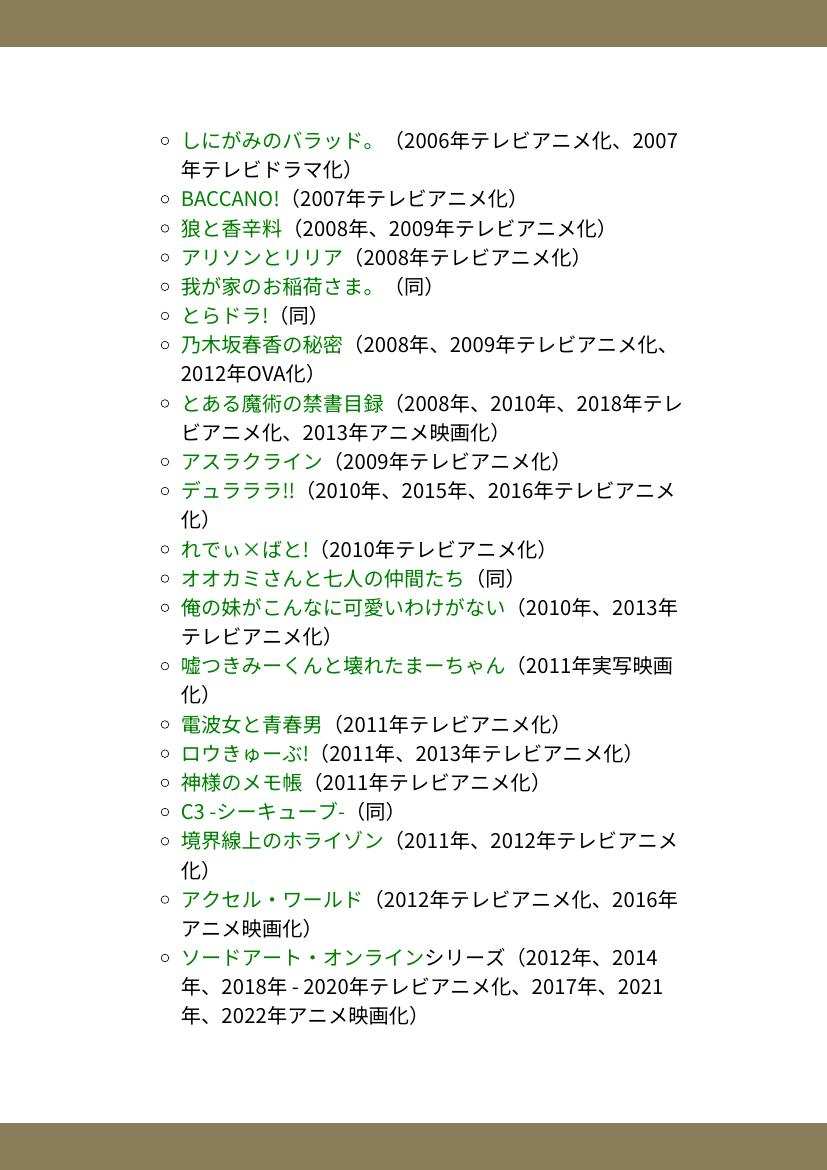 しにがみのバラッド。（2006年テレビアニメ化、2007
年テレビドラマ化）
BACCANO!（2007年テレビアニメ化）
狼と香辛料（2008年、2009年テレビアニメ化）
アリソンとリリア（2008年テレビアニメ化）
我が家のお稲荷さま。（同）
とらドラ!（同）
乃木坂春香の秘密（2008年、2009年テレビアニメ化、
2012年OVA化）
とある魔術の禁書目録（2008年、2010年、2018年テレ
ビアニメ化、2013年アニメ映画化）
アスラクライン（2009年テレビアニメ化）
デュラララ!!（2010年、2015年、2016年テレビアニメ
化）
れでぃ×ばと!（2010年テレビアニメ化）
オオカミさんと七人の仲間たち（同）
俺の妹がこんなに可愛いわけがない（2010年、2013年
テレビアニメ化）
嘘つきみーくんと壊れたまーちゃん（2011年実写映画
化）
電波女と青春男（2011年テレビアニメ化）
ロウきゅーぶ!（2011年、2013年テレビアニメ化）
神様のメモ帳（2011年テレビアニメ化）
C3 -シーキューブ-（同）
境界線上のホライゾン（2011年、2012年テレビアニメ
化）
アクセル・ワールド（2012年テレビアニメ化、2016年
アニメ映画化）
ソードアート・オンラインシリーズ（2012年、2014
年、2018年 - 2020年テレビアニメ化、2017年、2021
年、2022年アニメ映画化）